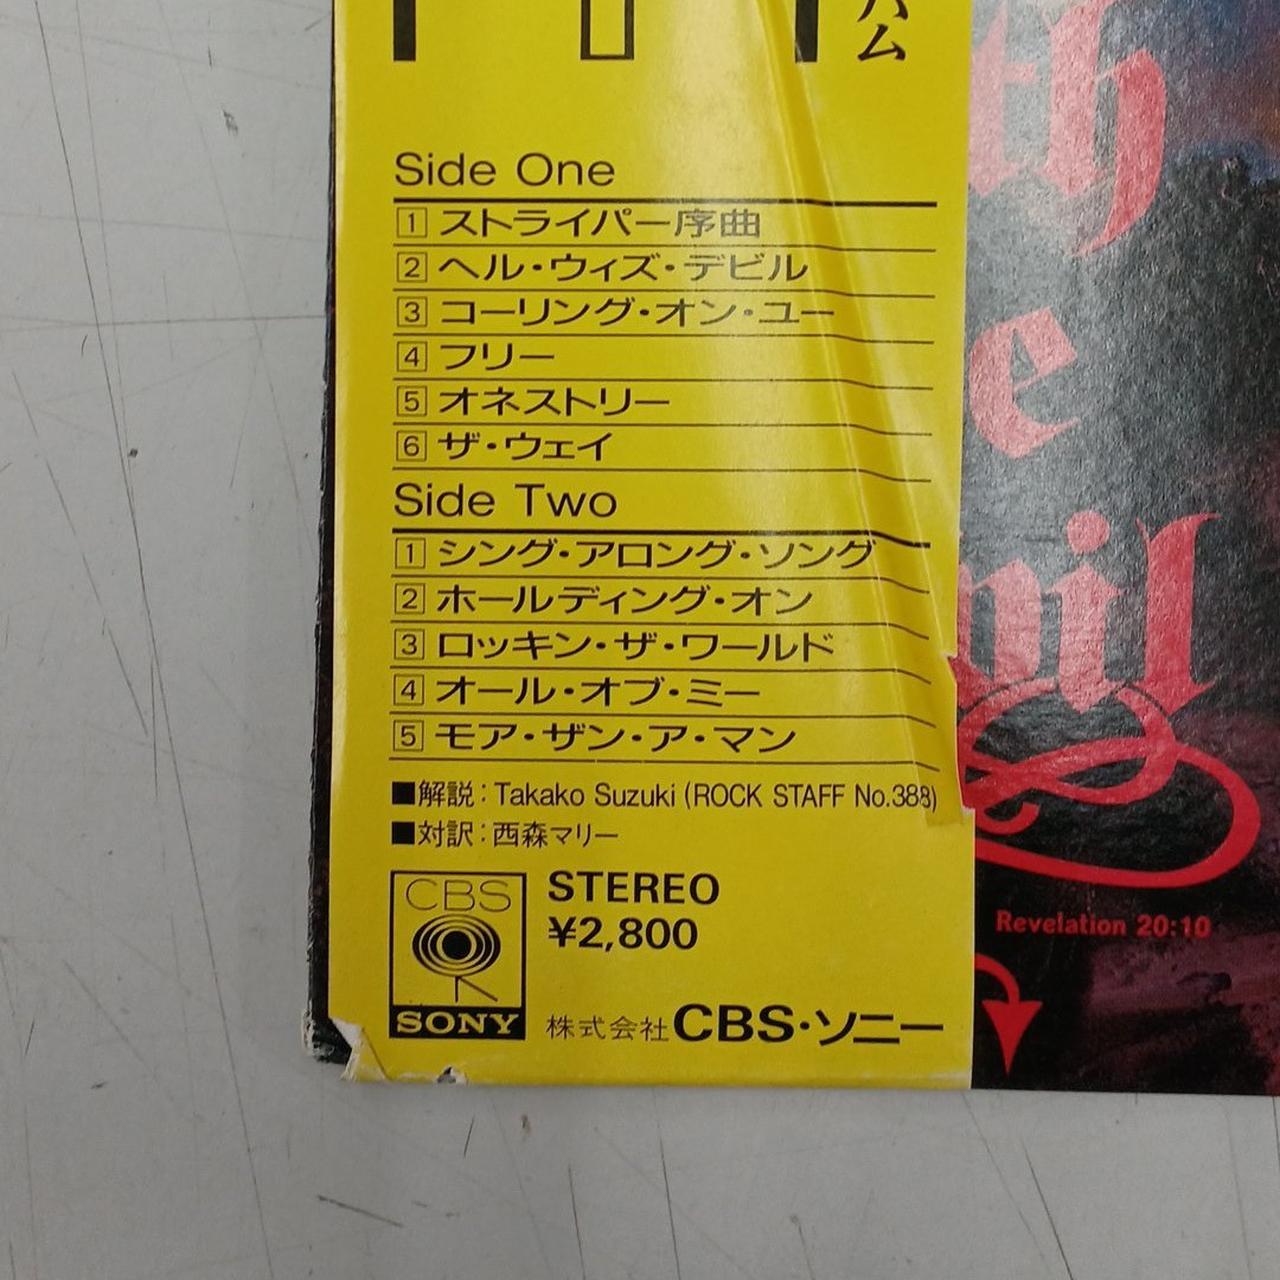 ハム
th
e
vil
Side One
1 ストライパー序曲
2 ヘル・ウィズ・デビル
3 コーリング・オン・ユー
4 フリー
5 オネストリー
6 ザ・ウェイ
Side Two
1 シング・アロング・ソング
2 ホールディング・オン
3 ロッキン・ザ・ワールド
4 オール・オブ・ミー
5 モア・ザン・ア・マン
■解説：Takako Suzuki (ROCK STAFF No.388)
■対訳：西森マリー
CBS
SONY
STEREO
¥2,800
株式会社CBS・ソニー
Revelation 20:10